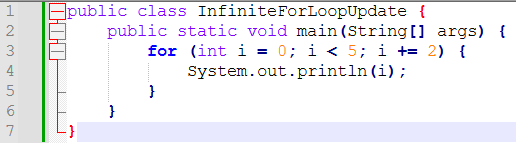 1 public class InfiniteForLoopUpdate {
2     public static void main(String[] args) {
3         for (int i = 0; i < 5; i += 2) {
4             System.out.println(i);
5         }
6     }
7 }